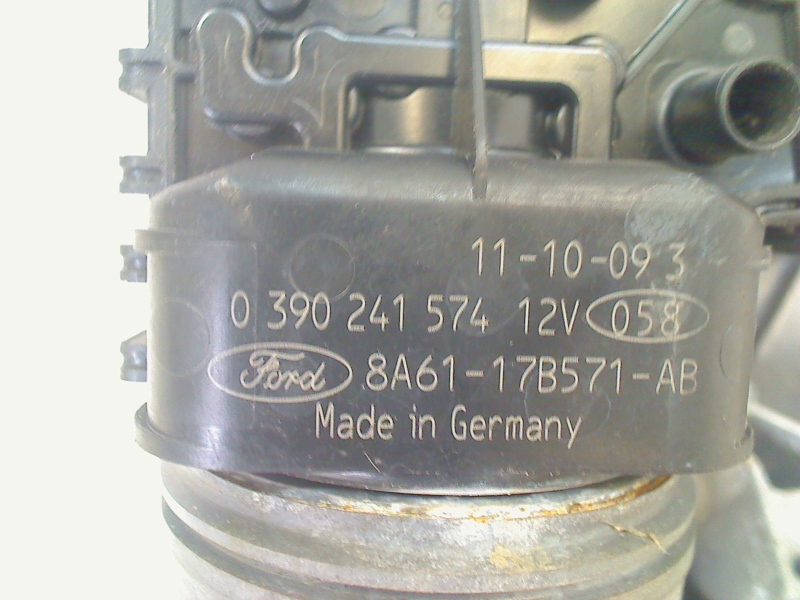 11-10-09 3
0 390 241 574 12V 058
Ford 8A61-17B571-AB
Made in Germany